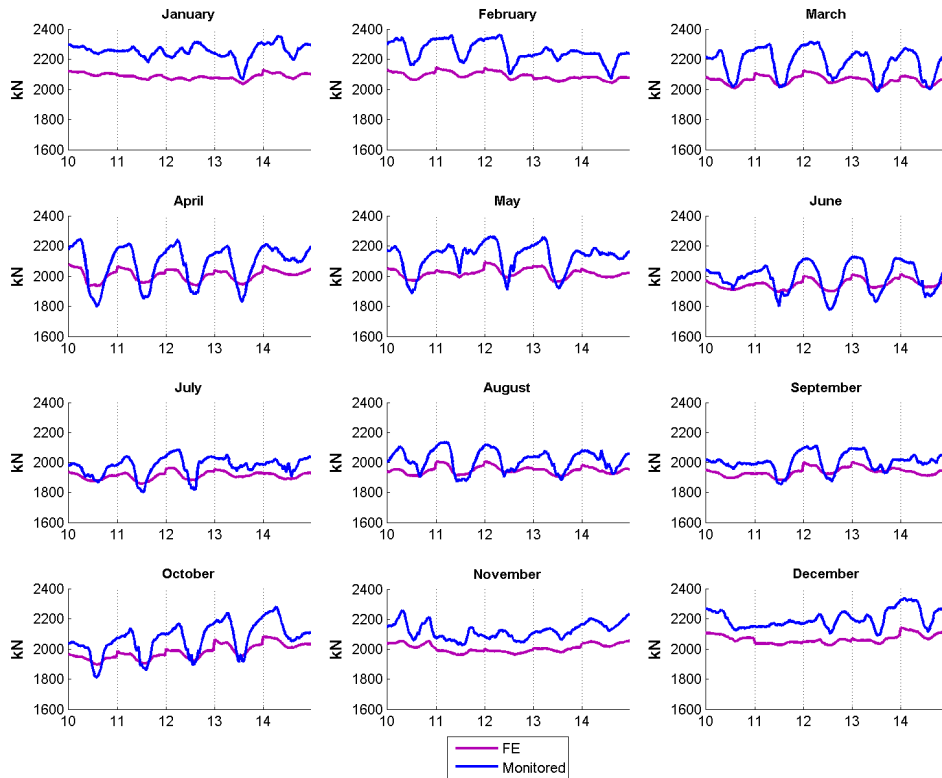 January
February
March
kN
2400
2200
2000
1800
1600
10 11 12 13 14
kN
2400
2200
2000
1800
1600
10 11 12 13 14
kN
2400
2200
2000
1800
1600
10 11 12 13 14
April
May
June
kN
2400
2200
2000
1800
1600
10 11 12 13 14
kN
2400
2200
2000
1800
1600
10 11 12 13 14
kN
2400
2200
2000
1800
1600
10 11 12 13 14
July
August
September
kN
2400
2200
2000
1800
1600
10 11 12 13 14
kN
2400
2200
2000
1800
1600
10 11 12 13 14
kN
2400
2200
2000
1800
1600
10 11 12 13 14
October
November
December
kN
2400
2200
2000
1800
1600
10 11 12 13 14
kN
2400
2200
2000
1800
1600
10 11 12 13 14
kN
2400
2200
2000
1800
1600
10 11 12 13 14
FE
Monitored